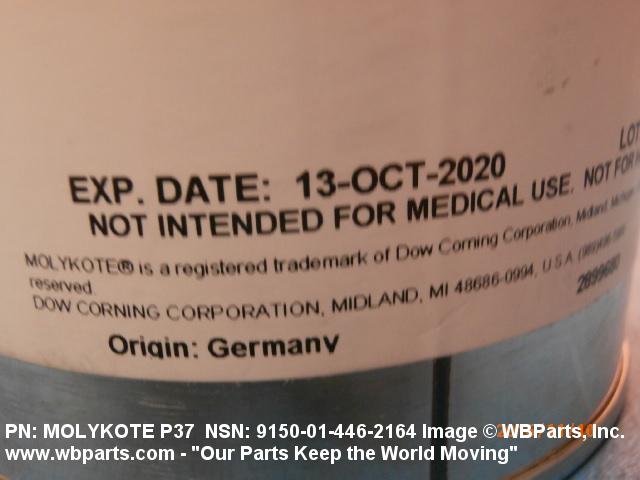 LOT
EXP. DATE: 13-OCT-2020
NOT INTENDED FOR MEDICAL USE. NOT FOR
MOLYKOTE® is a registered trademark of Dow Corning Corporation, Midland,
reserved.
DOW CORNING CORPORATION, MIDLAND, MI 48686-0994, U.S.A.
2899680
Origin: Germany
PN: MOLYKOTE P37 NSN: 9150-01-446-2164 Image © WBParts, Inc.
www.wbparts.com - "Our Parts Keep the World Moving"